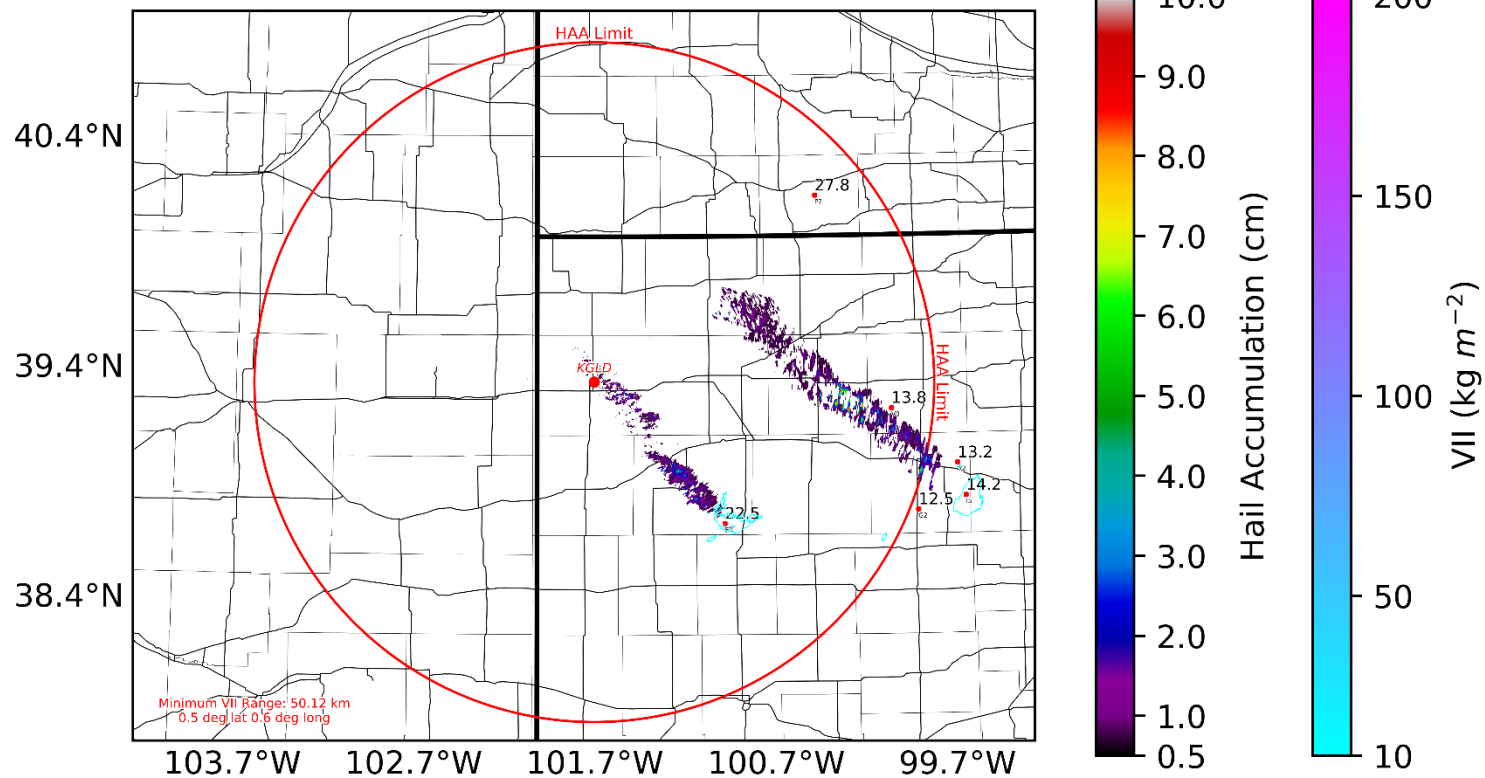 10.0
200
HAA Limit
9.0
40.4°N
8.0
27.8
P2
150
7.0
Hail Accumulation (cm)
VII (kg m⁻²)
6.0
HAA Limit
39.4°N
KGLD
5.0
100
13.8
4.0
13.2
14.2
12.5
G2
22.5
3.0
38.4°N
50
2.0
Minimum VII Range: 50.12 km
0.5 deg lat 0.6 deg long
1.0
0.5
10
103.7°W
102.7°W
101.7°W
100.7°W
99.7°W